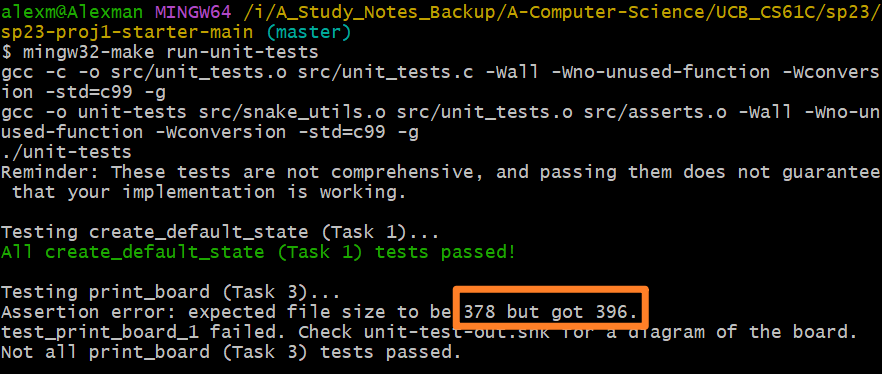 alexm@Alexman MINGW64 /i/A_Study_Notes_Backup/A-Computer-Science/UCB_CS61C/sp23/
sp23-proj1-starter-main (master)
$ mingw32-make run-unit-tests
gcc -c -o src/unit_tests.o src/unit_tests.c -Wall -Wno-unused-function -Wconvers
ion -std=c99 -g
gcc -o unit-tests src/snake_utils.o src/unit_tests.o src/asserts.o -Wall -Wno-un
used-function -Wconversion -std=c99 -g
./unit-tests
Reminder: These tests are not comprehensive, and passing them does not guarantee
 that your implementation is working.

Testing create_default_state (Task 1)...
All create_default_state (Task 1) tests passed!

Testing print_board (Task 3)...
Assertion error: expected file size to be 378 but got 396.
test_print_board_1 failed. Check unit-test-out.snk for a diagram of the board.
Not all print_board (Task 3) tests passed.